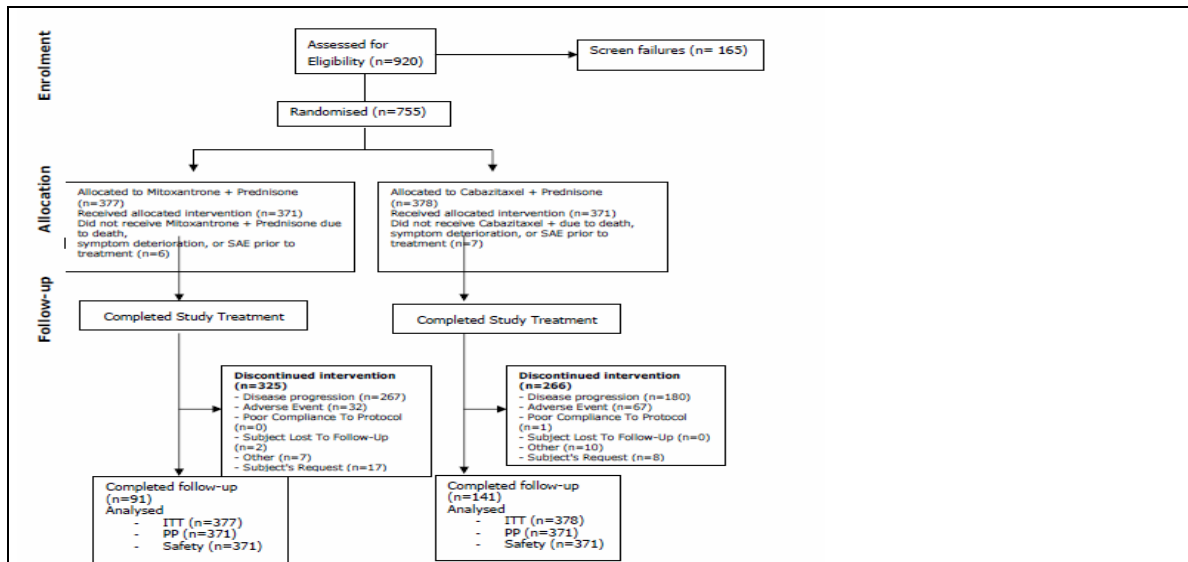 Enrolment
Assessed for
Eligibility (n=920)
Screen failures (n= 165)
Randomised (n=755)
Allocation
Allocated to Mitoxantrone + Prednisone
(n=377)
Received allocated intervention (n=371)
Did not receive Mitoxantrone + Prednisone due
to death,
symptom deterioration, or SAE prior to
treatment (n=6)
Allocated to Cabazitaxel + Prednisone
(n=378)
Received allocated intervention (n=371)
Did not receive Cabazitaxel + due to death,
symptom deterioration, or SAE prior to
treatment (n=7)
Follow-up
Completed Study Treatment
Completed Study Treatment
Discontinued intervention
(n=325)
- Disease progression (n=267)
- Adverse Event (n=32)
- Poor Compliance To Protocol
(n=0)
- Subject Lost To Follow-Up
(n=2)
- Other (n=7)
- Subject's Request (n=17)
Discontinued intervention
(n=266)
- Disease progression (n=180)
- Adverse Event (n=67)
- Poor Compliance To Protocol
(n=1)
- Subject Lost To Follow-Up (n=0)
- Other (n=10)
- Subject's Request (n=8)
Completed follow-up
(n=91)
Analysed
- ITT (n=377)
- PP (n=371)
- Safety (n=371)
Completed follow-up
(n=141)
Analysed
- ITT (n=378)
- PP (n=371)
- Safety (n=371)